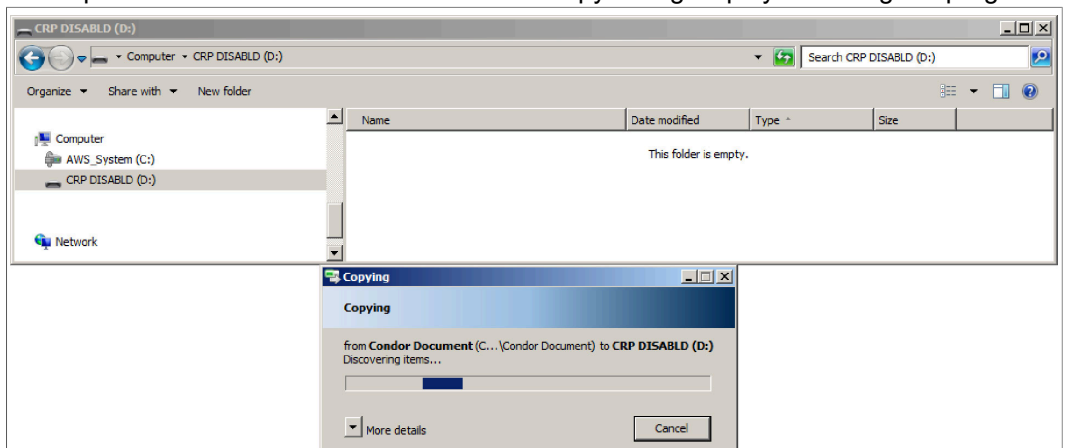 CRP DISABLD (D:)
Computer CRP DISABLD (D:)
Search CRP DISABLD (D:)
Organize Share with New folder
Name Date modified Type Size
Computer
This folder is empty.
AWS_System (C:)
CRP DISABLD (D:)
Network
Copying
Copying
from Condor Document (C...\Condor Document) to CRP DISABLD (D:)
Discovering items...
More details Cancel